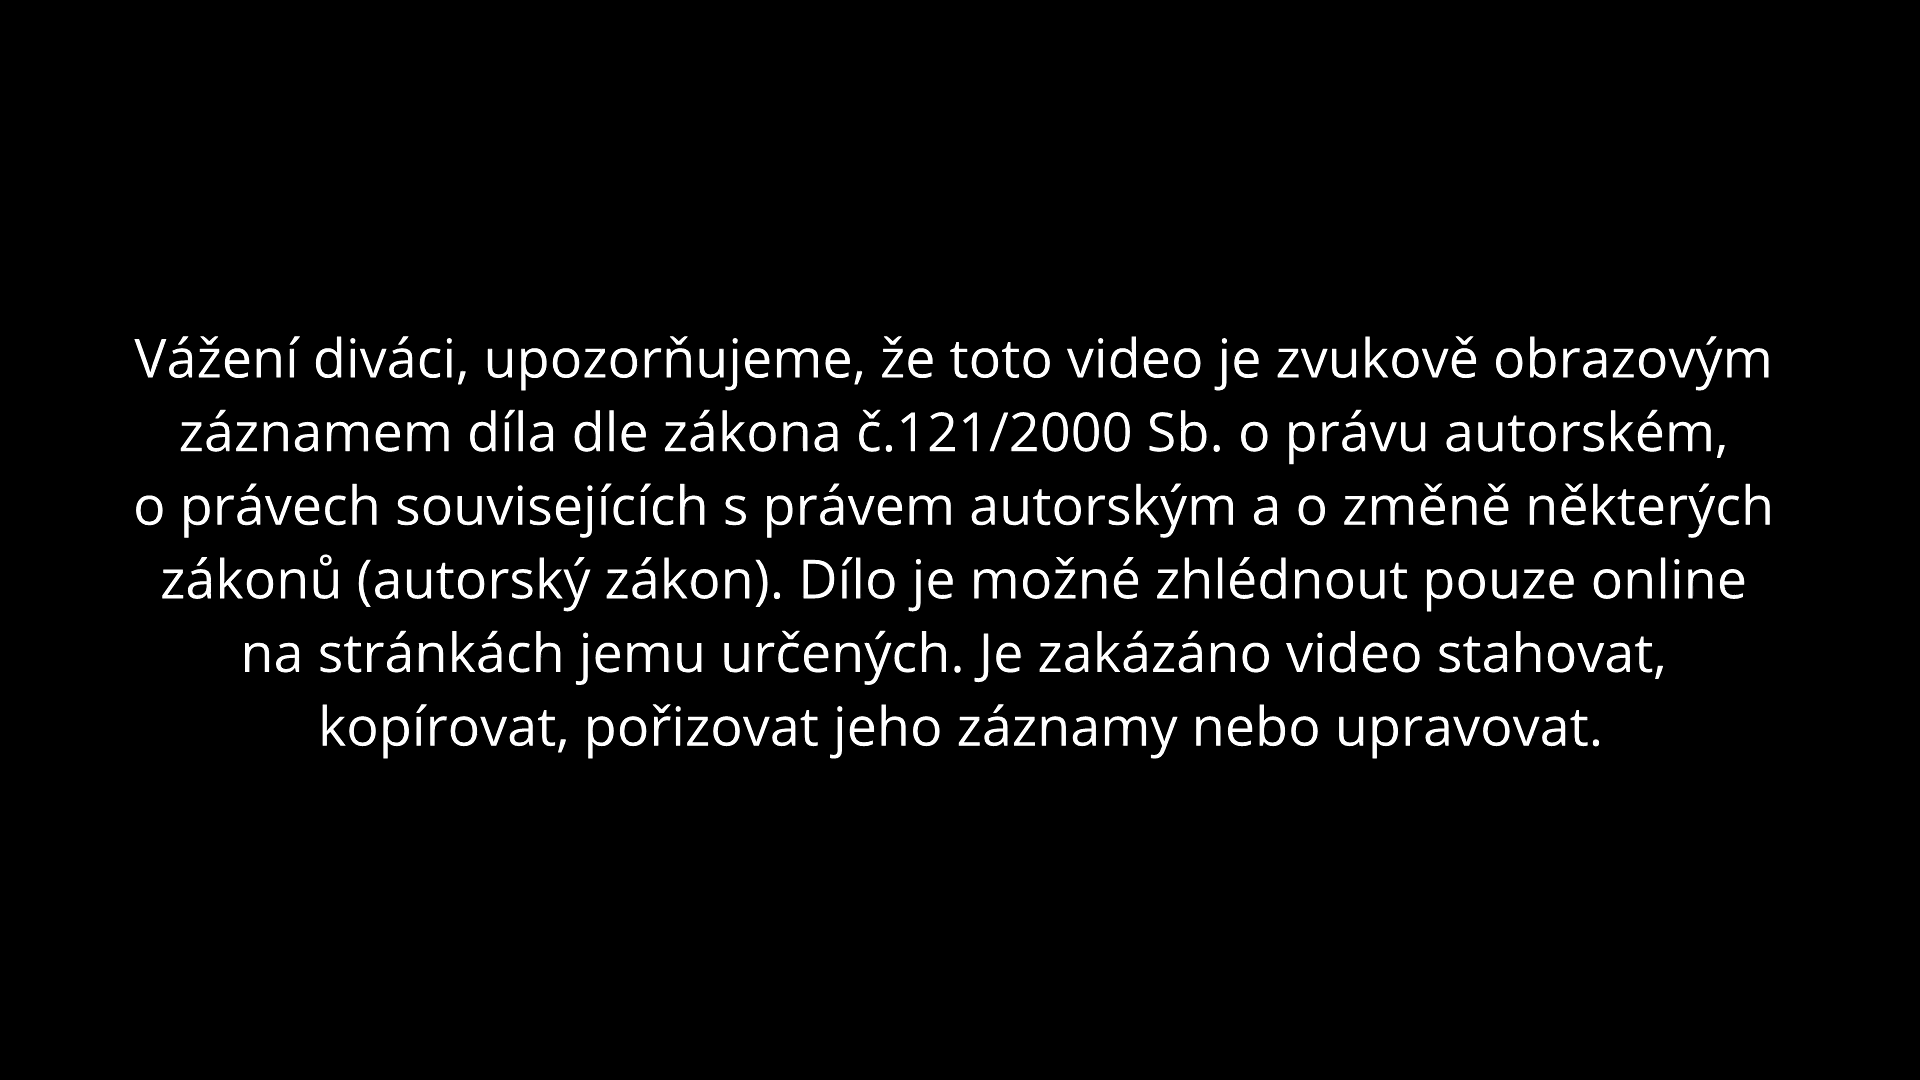 Vážení diváci, upozorňujeme, že toto video je zvukově obrazovým
záznamem díla dle zákona č.121/2000 Sb. o právu autorském,
o právech souvisejících s právem autorským a o změně některých
zákonů (autorský zákon). Dílo je možné zhlédnout pouze online
na stránkách jemu určených. Je zakázáno video stahovat,
kopírovat, pořizovat jeho záznamy nebo upravovat.